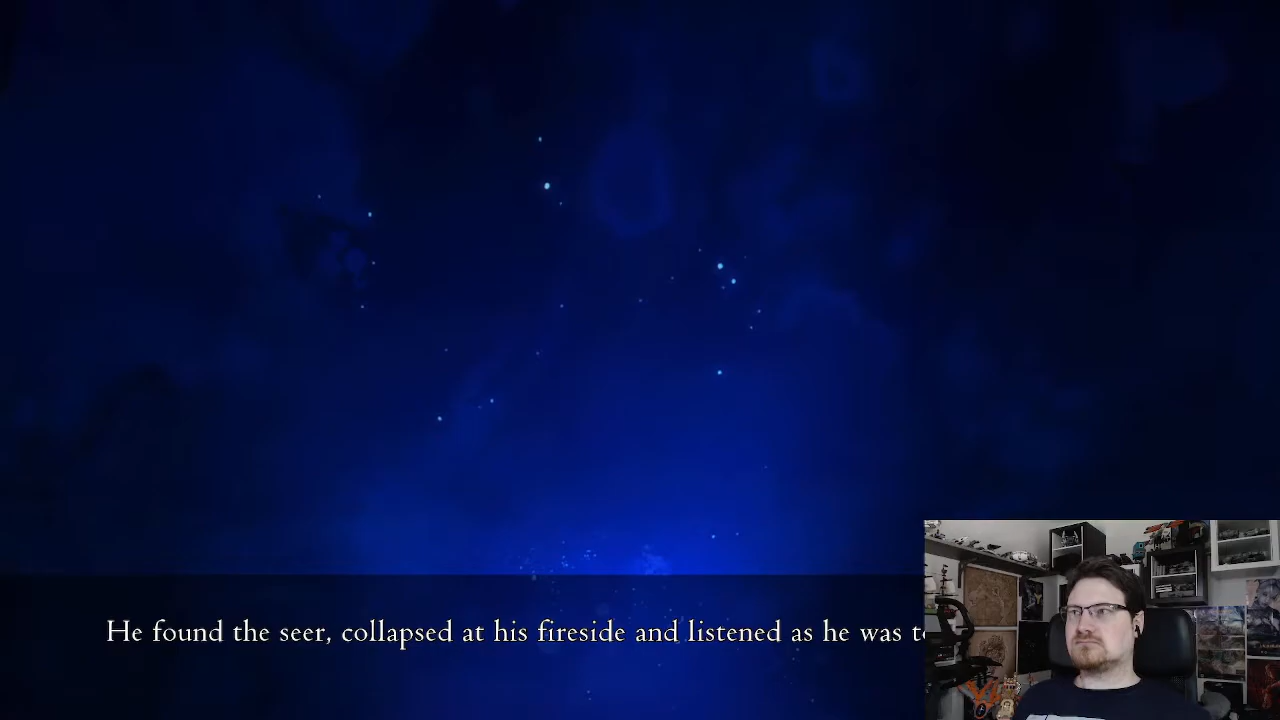 He found the seer, collapsed at his fireside and listened as he was